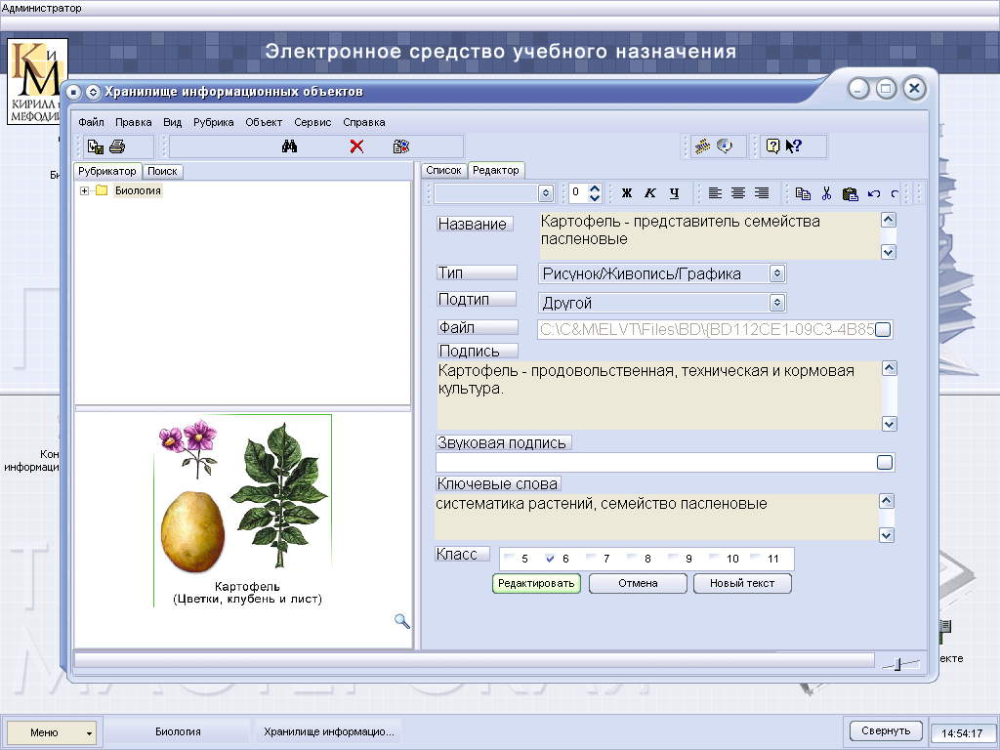 Администратор
Электронное средство учебного назначения
К и М
КИРИЛЛ
МЕФОДИ
Хранилище информационных объектов
Файл Правка Вид Рубрика Объект Сервис Справка
Рубрикатор Поиск
Биология
Список Редактор
0 Ж К Ч
Название
Картофель - представитель семейства
пасленовые
Тип
Рисунок/Живопись/Графика
Подтип
Другой
Файл
C:\C&M\ELVT\Files\BD\{BD112CE1-09C3-4B85
Подпись
Картофель - продовольственная, техническая и кормовая
культура.
Звуковая подпись
Ключевые слова
систематика растений, семейство пасленовые
Класс
5 6 7 8 9 10 11
Редактировать Отмена Новый текст
Картофель
(Цветки, клубень и лист)
Би
Кон
информаци
екте
МАСТЕРСКАЯ
Меню Биология Хранилище информацио... Свернуть 14:54:17